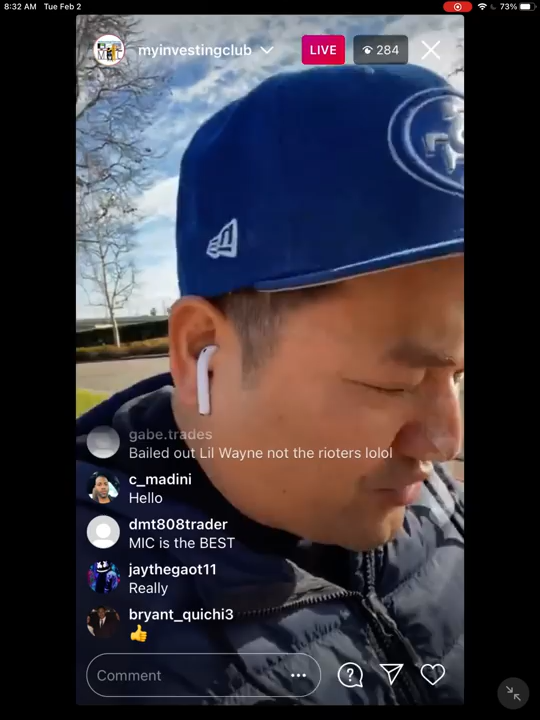 8:32 AM Tue Feb 2
73%
myinvestingclub
LIVE
284
gabe.trades
Bailed out Lil Wayne not the rioters lolol
c_madini
Hello
dmt808trader
MIC is the BEST
jaythegaot11
Really
bryant_quichi3
👍
Comment